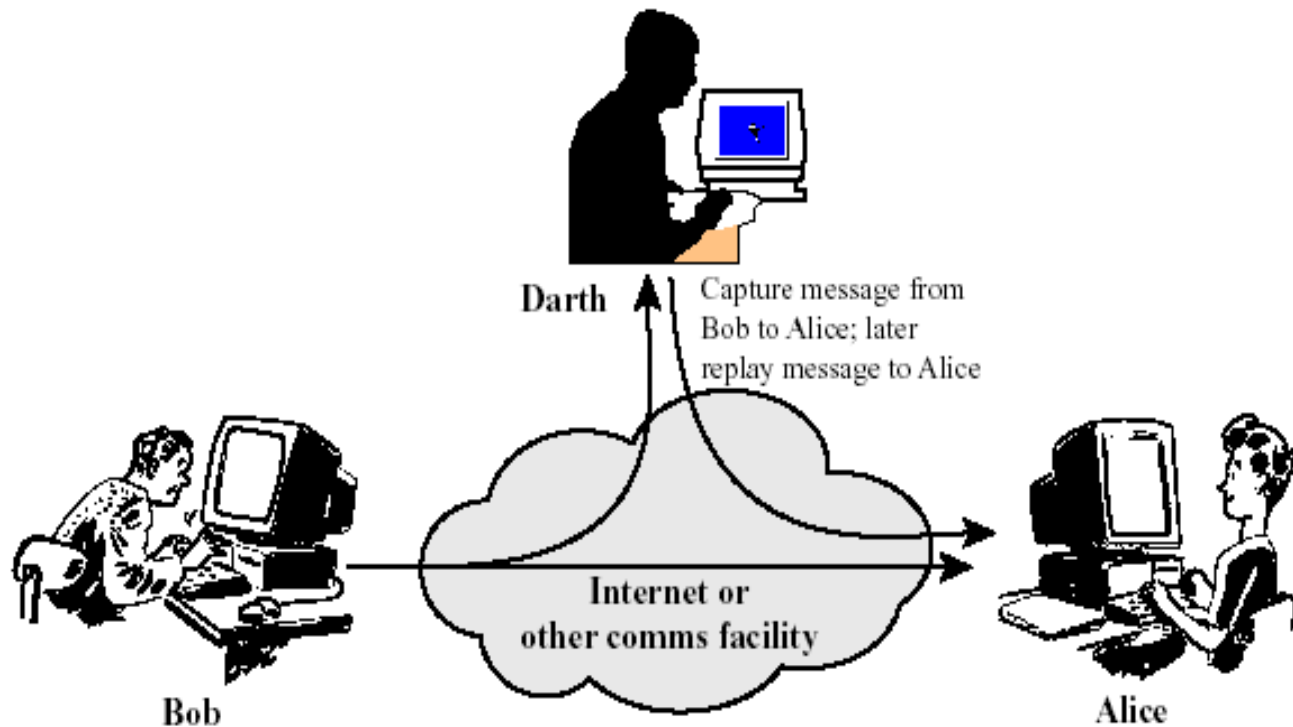 Darth
Capture message from
Bob to Alice; later
replay message to Alice
Internet or
other comms facility
Bob
Alice